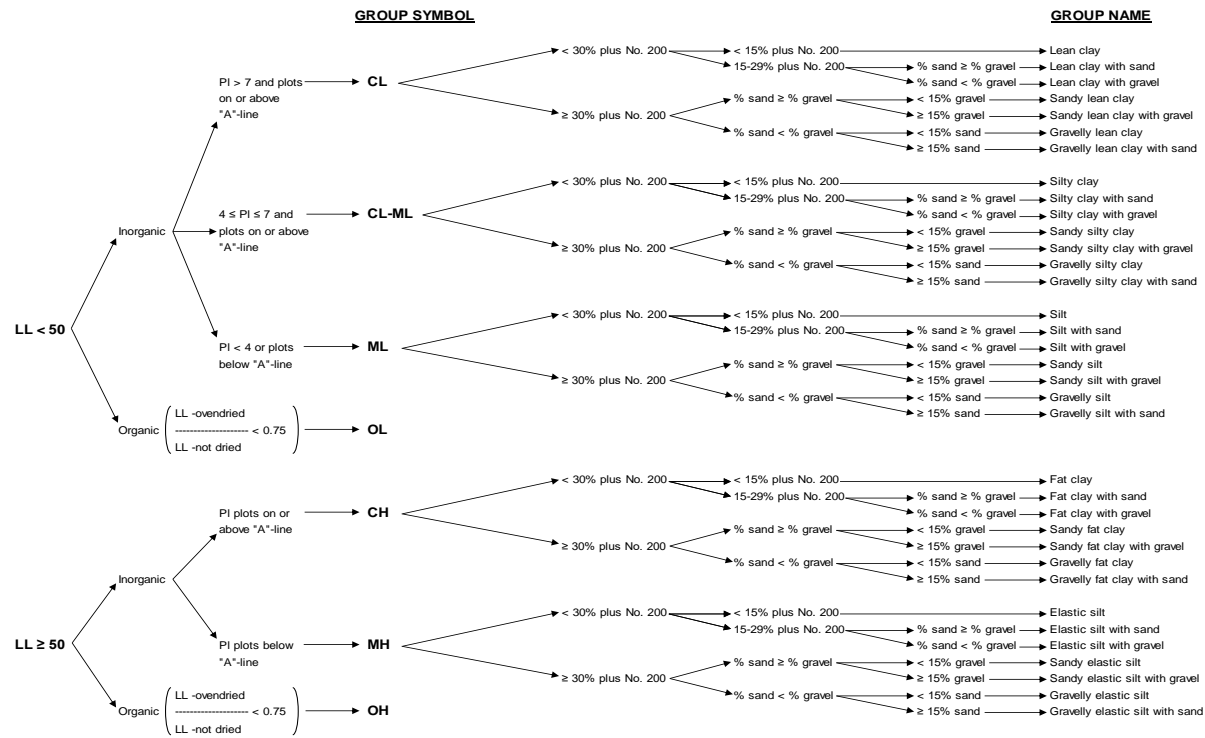 GROUP SYMBOL GROUP NAME
< 30% plus No. 200 < 15% plus No. 200 Lean clay
15-29% plus No. 200 % sand ≥ % gravel Lean clay with sand
PI > 7 and plots
on or above
"A"-line
CL
% sand < % gravel Lean clay with gravel
≥ 30% plus No. 200 % sand ≥ % gravel < 15% gravel Sandy lean clay
≥ 15% gravel Sandy lean clay with gravel
% sand < % gravel < 15% sand Gravelly lean clay
≥ 15% sand Gravelly lean clay with sand
< 30% plus No. 200 < 15% plus No. 200 Silty clay
15-29% plus No. 200 % sand ≥ % gravel Silty clay with sand
4 ≤ PI ≤ 7 and
plots on or above
"A"-line
CL-ML
% sand < % gravel Silty clay with gravel
Inorganic
≥ 30% plus No. 200 % sand ≥ % gravel < 15% gravel Sandy silty clay
≥ 15% gravel Sandy silty clay with gravel
% sand < % gravel < 15% sand Gravelly silty clay
≥ 15% sand Gravelly silty clay with sand
LL < 50
< 30% plus No. 200 < 15% plus No. 200 Silt
15-29% plus No. 200 % sand ≥ % gravel Silt with sand
PI < 4 or plots
below "A"-line
ML
% sand < % gravel Silt with gravel
≥ 30% plus No. 200 % sand ≥ % gravel < 15% gravel Sandy silt
≥ 15% gravel Sandy silt with gravel
% sand < % gravel < 15% sand Gravelly silt
≥ 15% sand Gravelly silt with sand
LL -ovendried
Organic -------------------- < 0.75 OL
LL -not dried
< 30% plus No. 200 < 15% plus No. 200 Fat clay
15-29% plus No. 200 % sand ≥ % gravel Fat clay with sand
PI plots on or
above "A"-line
CH
% sand < % gravel Fat clay with gravel
≥ 30% plus No. 200 % sand ≥ % gravel < 15% gravel Sandy fat clay
≥ 15% gravel Sandy fat clay with gravel
% sand < % gravel < 15% sand Gravelly fat clay
≥ 15% sand Gravelly fat clay with sand
Inorganic
LL ≥ 50
< 30% plus No. 200 < 15% plus No. 200 Elastic silt
15-29% plus No. 200 % sand ≥ % gravel Elastic silt with sand
PI plots below
"A"-line
MH
% sand < % gravel Elastic silt with gravel
≥ 30% plus No. 200 % sand ≥ % gravel < 15% gravel Sandy elastic silt
≥ 15% gravel Sandy elastic silt with gravel
% sand < % gravel < 15% sand Gravelly elastic silt
≥ 15% sand Gravelly elastic silt with sand
LL -ovendried
Organic -------------------- < 0.75 OH
LL -not dried